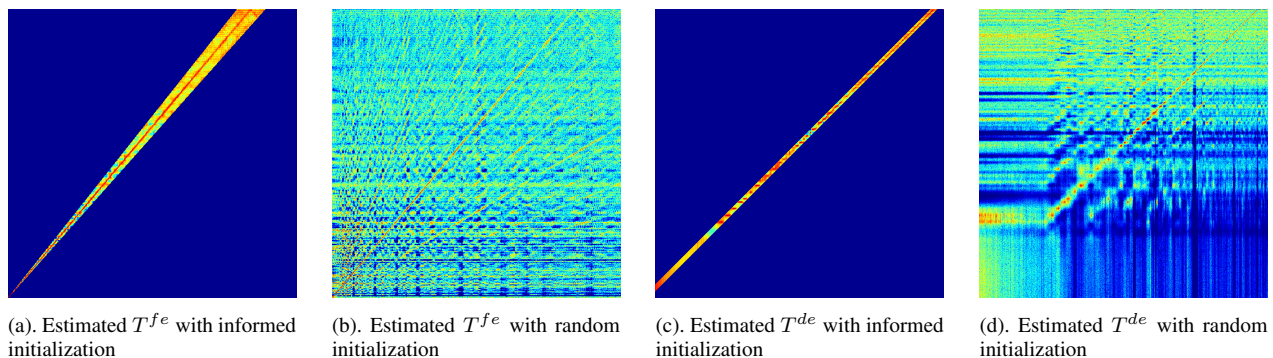 (a). Estimated T^{fe} with informed
initialization
(b). Estimated T^{fe} with random
initialization
(c). Estimated T^{de} with informed
initialization
(d). Estimated T^{de} with random
initialization